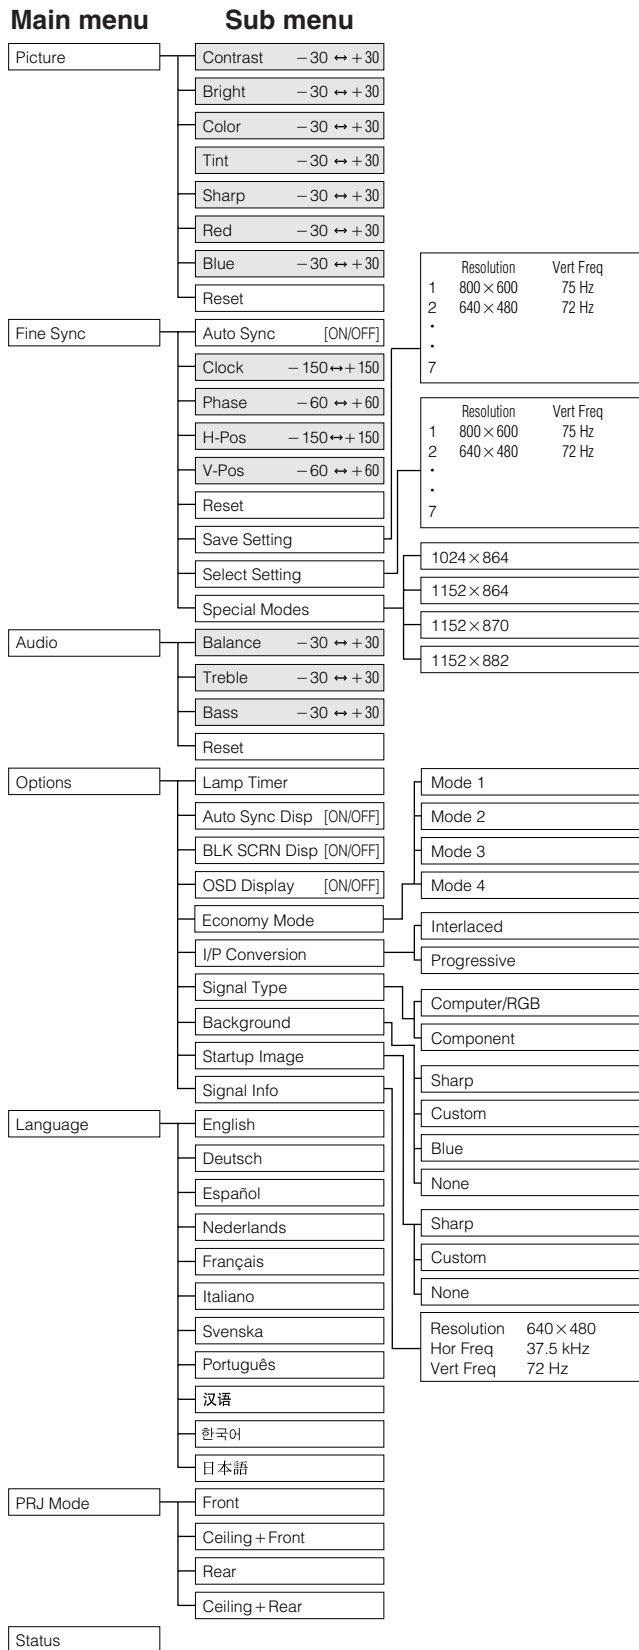 Main menu Sub menu
Picture
Contrast −30 ↔ +30
Bright −30 ↔ +30
Color −30 ↔ +30
Tint −30 ↔ +30
Sharp −30 ↔ +30
Red −30 ↔ +30
Blue −30 ↔ +30
Reset
Fine Sync
Auto Sync [ON/OFF]
Clock −150 ↔ +150
Phase −60 ↔ +60
H-Pos −150 ↔ +150
V-Pos −60 ↔ +60
Reset
Save Setting
Resolution Vert Freq
1 800 × 600 75 Hz
2 640 × 480 72 Hz
•
•
7
Select Setting
Resolution Vert Freq
1 800 × 600 75 Hz
2 640 × 480 72 Hz
•
•
7
Special Modes
1024 × 864
1152 × 864
1152 × 870
1152 × 882
Audio
Balance −30 ↔ +30
Treble −30 ↔ +30
Bass −30 ↔ +30
Reset
Options
Lamp Timer
Auto Sync Disp [ON/OFF]
BLK SCRN Disp [ON/OFF]
OSD Display [ON/OFF]
Economy Mode
Mode 1
Mode 2
Mode 3
Mode 4
I/P Conversion
Interlaced
Progressive
Signal Type
Computer/RGB
Component
Background
Sharp
Custom
Blue
None
Startup Image
Sharp
Custom
None
Signal Info
Resolution 640 × 480
Hor Freq 37.5 kHz
Vert Freq 72 Hz
Language
English
Deutsch
Español
Nederlands
Français
Italiano
Svenska
Português
汉语
한국어
日本語
PRJ Mode
Front
Ceiling + Front
Rear
Ceiling + Rear
Status